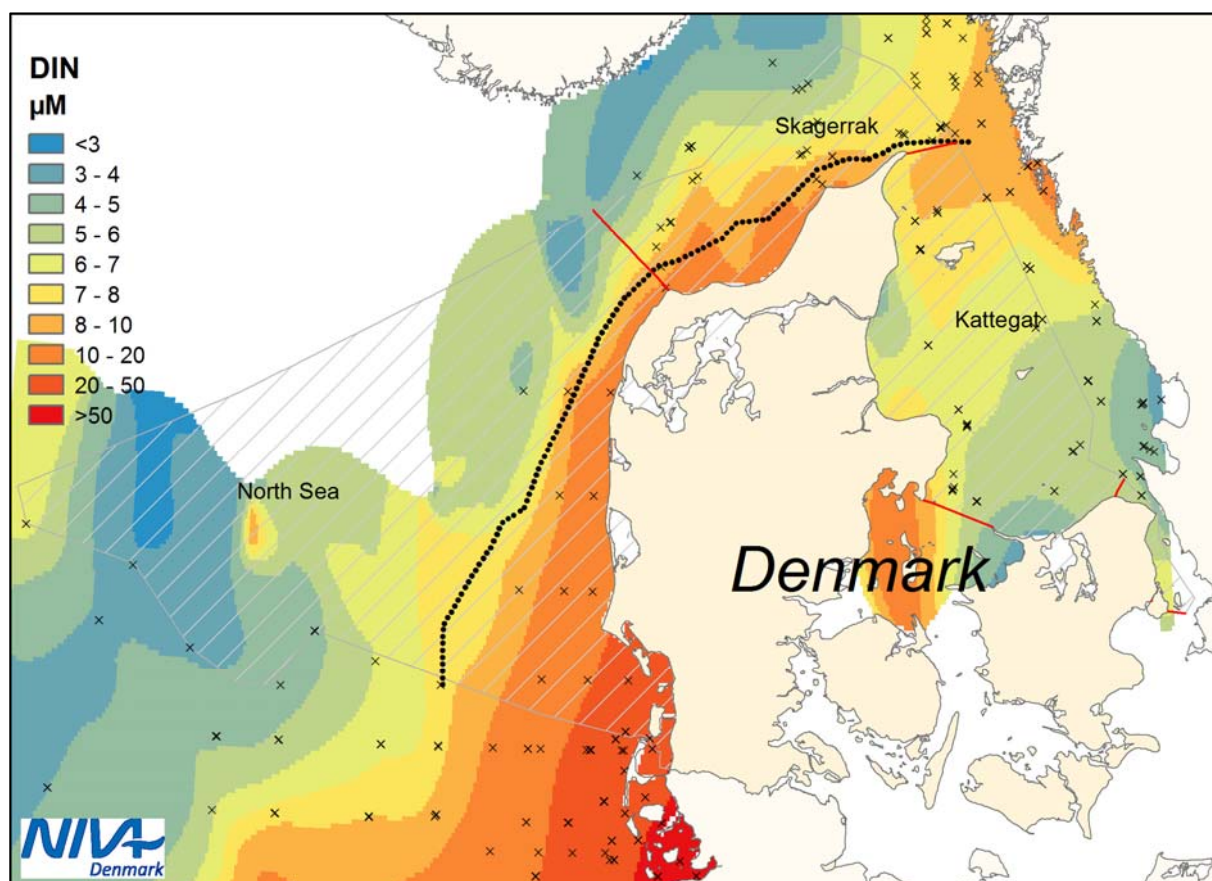 DIN
µM
<3
3 - 4
4 - 5
5 - 6
6 - 7
7 - 8
8 - 10
10 - 20
20 - 50
>50
Skagerrak
Kattegat
North Sea
Denmark
NIVA
Denmark